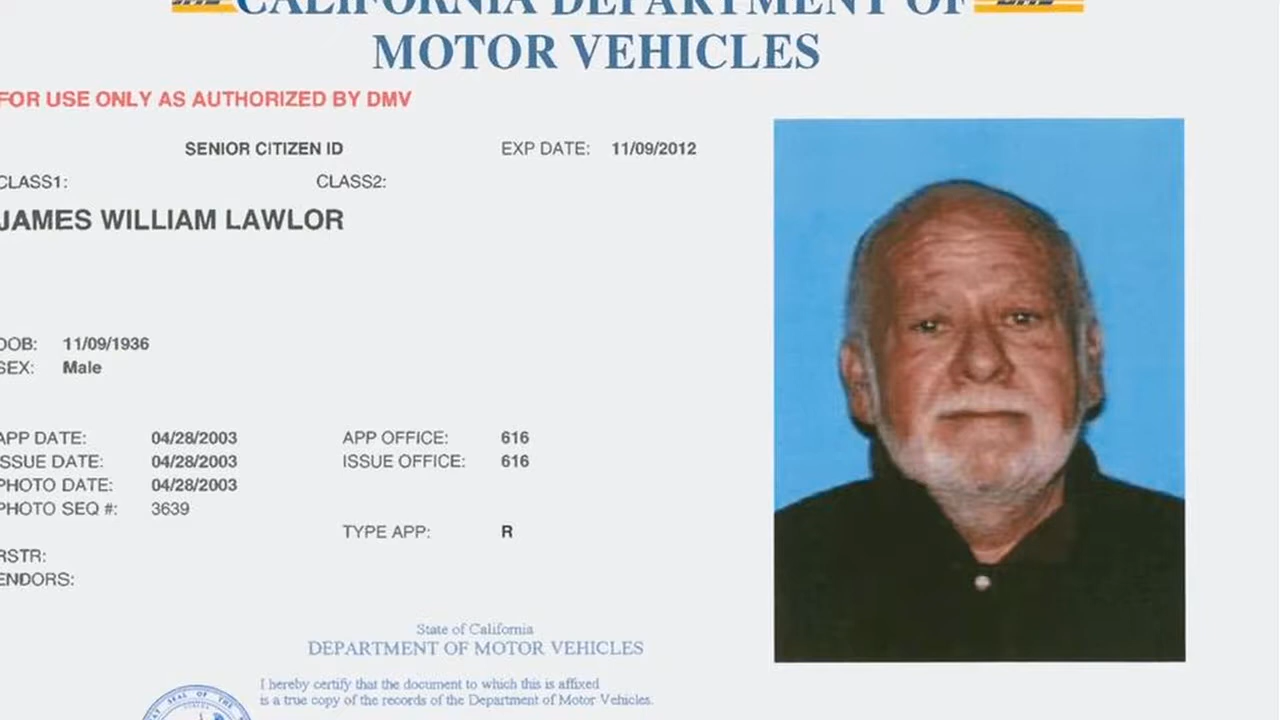 CALIFORNIA DEPARTMENT OF
MOTOR VEHICLES
FOR USE ONLY AS AUTHORIZED BY DMV
SENIOR CITIZEN ID EXP DATE: 11/09/2012
CLASS1: CLASS2:
JAMES WILLIAM LAWLOR
DOB: 11/09/1936
SEX: Male
APP DATE: 04/28/2003 APP OFFICE: 616
ISSUE DATE: 04/28/2003 ISSUE OFFICE: 616
PHOTO DATE: 04/28/2003
PHOTO SEQ #: 3639
TYPE APP: R
RSTR:
ENDORS:
State of California
DEPARTMENT OF MOTOR VEHICLES
I hereby certify that the document to which this is affixed
is a true copy of the records of the Department of Motor Vehicles.
SEAL OF THE